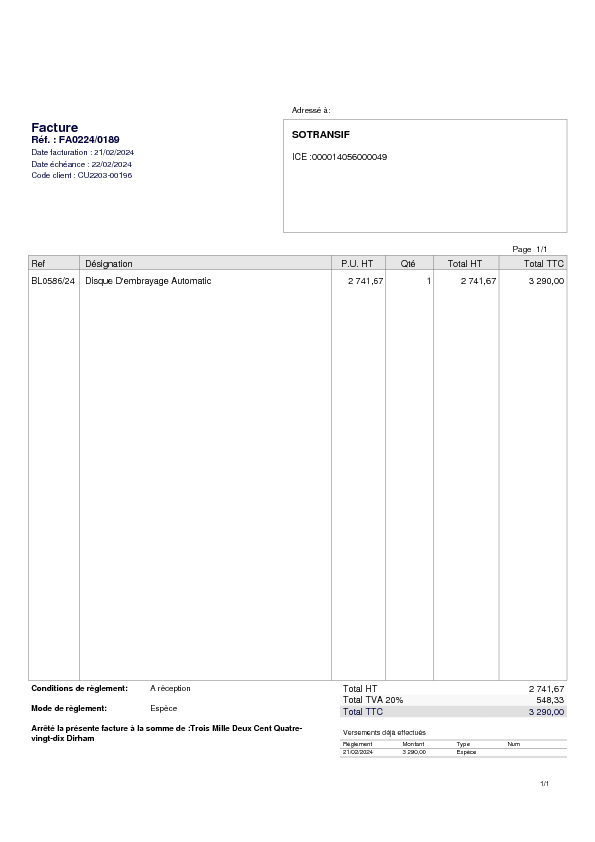 Adressé à:
Facture
Réf. : FA0224/0189
Date facturation : 21/02/2024
Date échéance : 22/02/2024
Code client : CU2203-00196
SOTRANSIF
ICE :000014056000049
Page 1/1
Ref Désignation P.U. HT Qté Total HT Total TTC
BL0586/24 Disque D'embrayage Automatic 2 741,67 1 2 741,67 3 290,00
Conditions de règlement: A réception
Mode de règlement: Espèce
Arrêté la présente facture à la somme de :Trois Mille Deux Cent Quatre-
vingt-dix Dirham
Total HT 2 741,67
Total TVA 20% 548,33
Total TTC 3 290,00
Versements déjà effectués
Règlement Montant Type Num
21/02/2024 3 290,00 Espèce
1/1